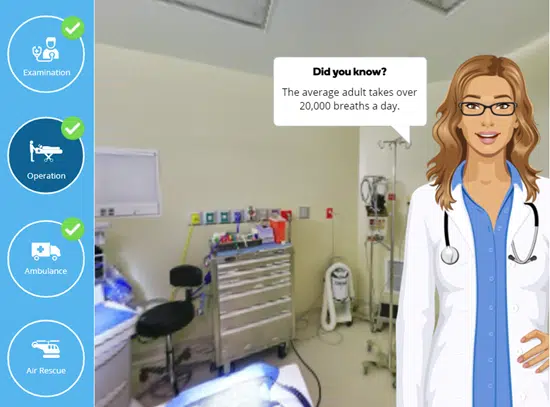 Examination
Operation
Ambulance
Air Rescue
Did you know?
The average adult takes over
20,000 breaths a day.